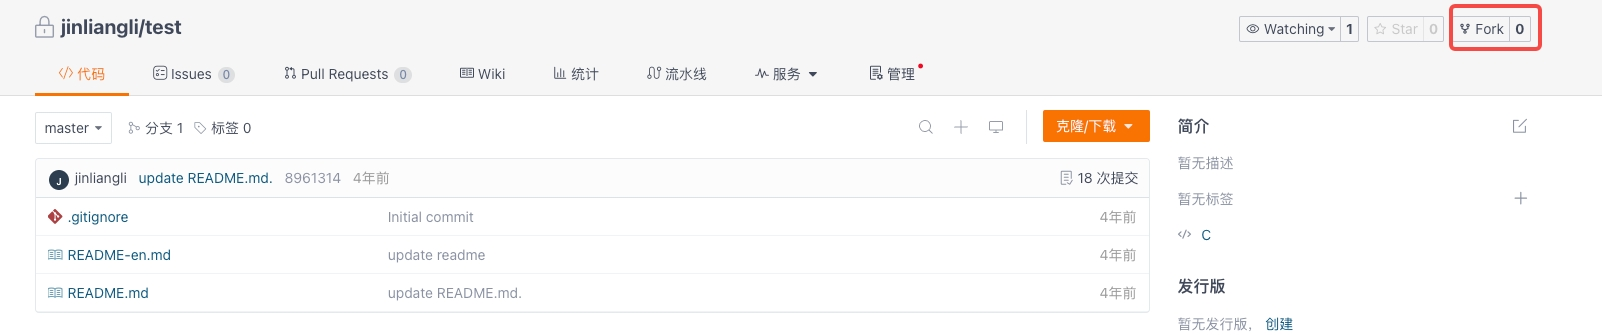 jinliangli/test
Watching 1 Star 0 Fork 0
代码 Issues 0 Pull Requests 0 Wiki 统计 流水线 服务 管理
master 分支 1 标签 0 克隆/下载
简介
暂无描述
J jinliangli update README.md. 8961314 4年前 18 次提交
暂无标签
.gitignore Initial commit 4年前
C
README-en.md update readme 4年前
README.md update README.md. 4年前
发行版
暂无发行版， 创建